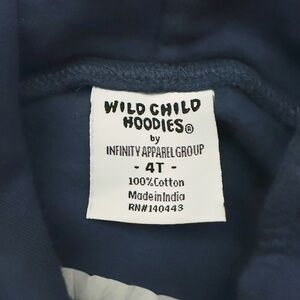 WILD CHILD
HOODIES®
by
INFINITY APPAREL GROUP
- 4T -
100% Cotton
Made in India
RN#140443